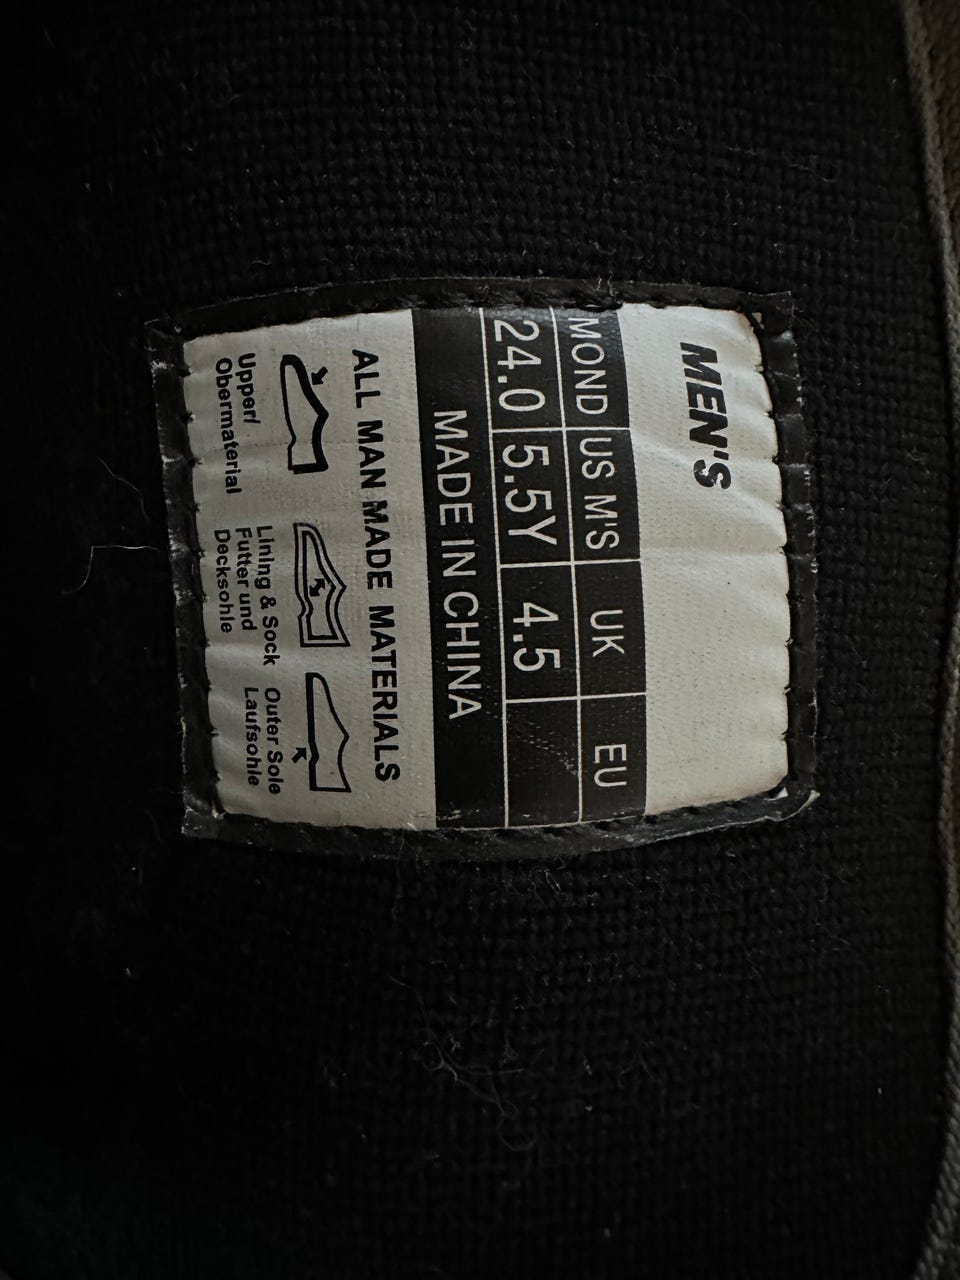 MEN'S
MOND US M'S UK EU
24.0 5.5Y 4.5
MADE IN CHINA
ALL MAN MADE MATERIALS
Upper/
Obermaterial
Lining & Sock
Futter und
Decksohle
Outer Sole
Laufsohle